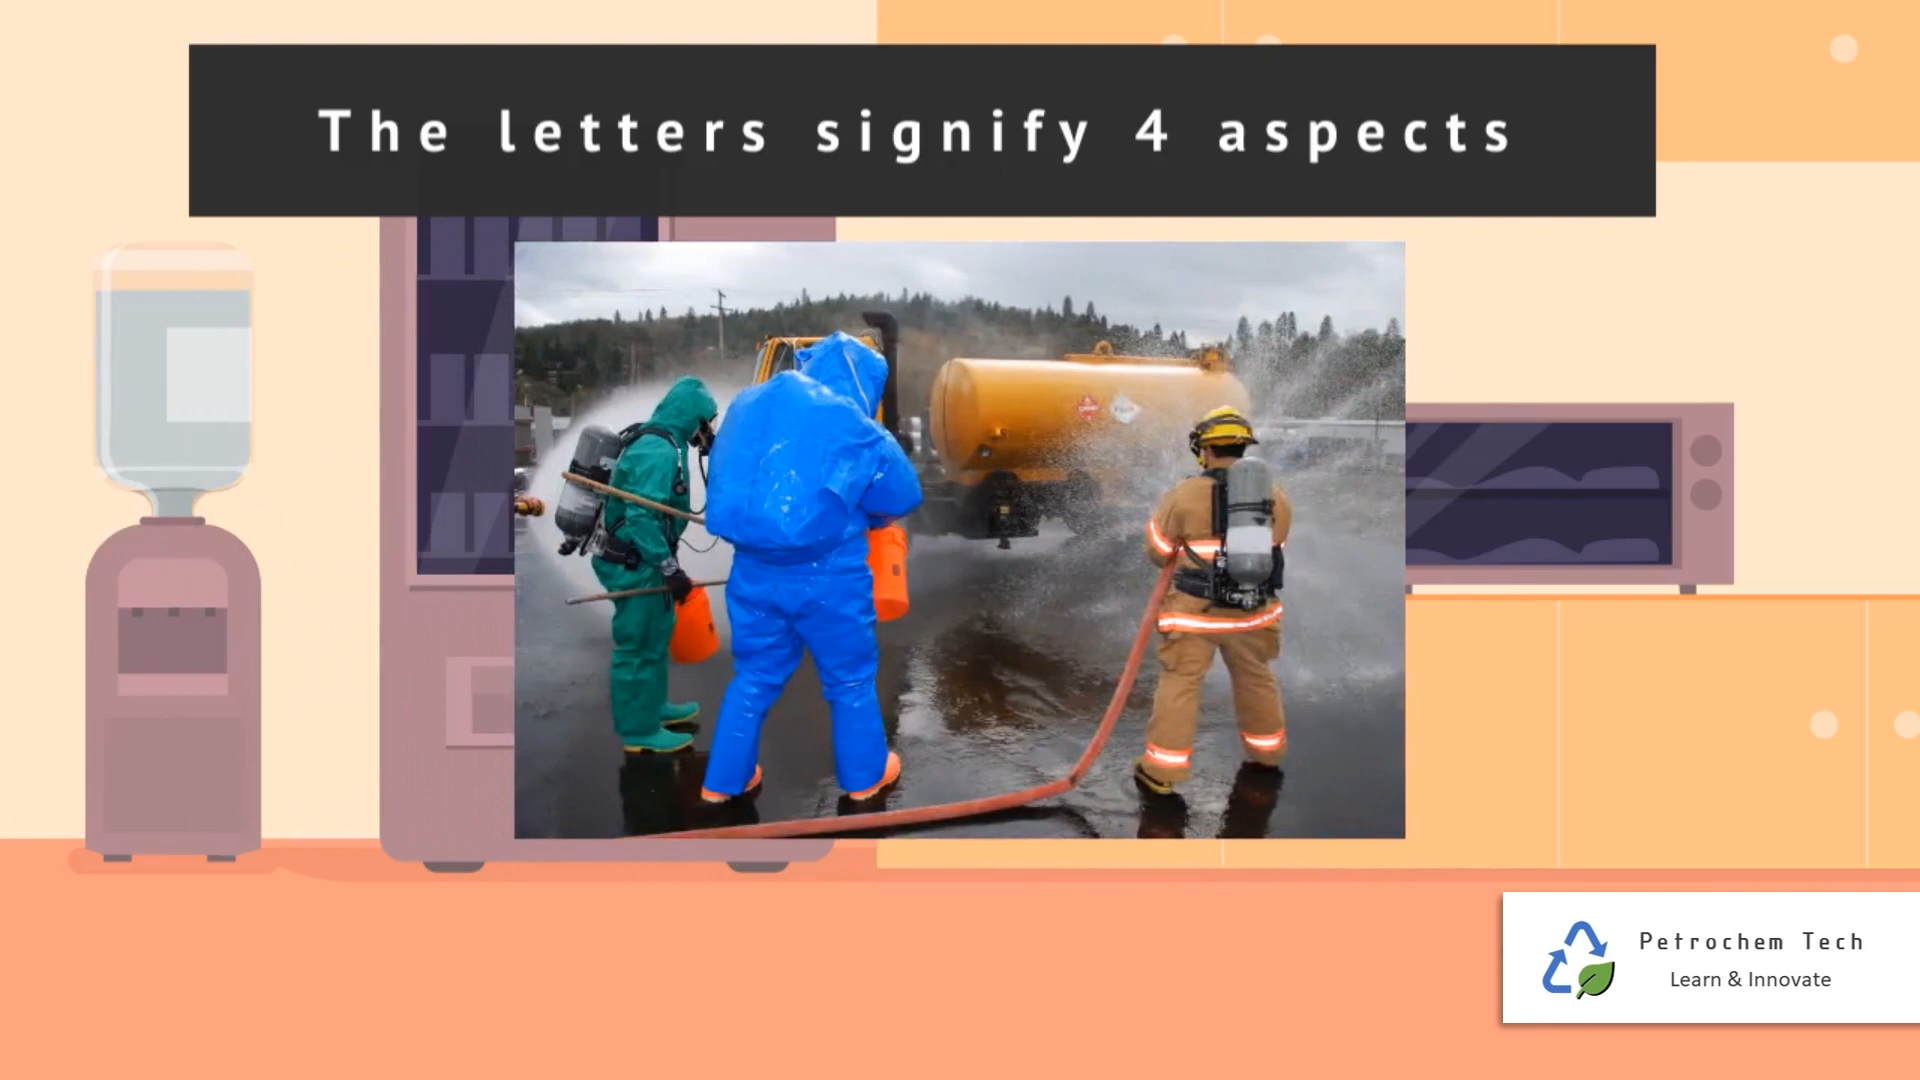 The letters signify 4 aspects
Petrochem Tech
Learn & Innovate